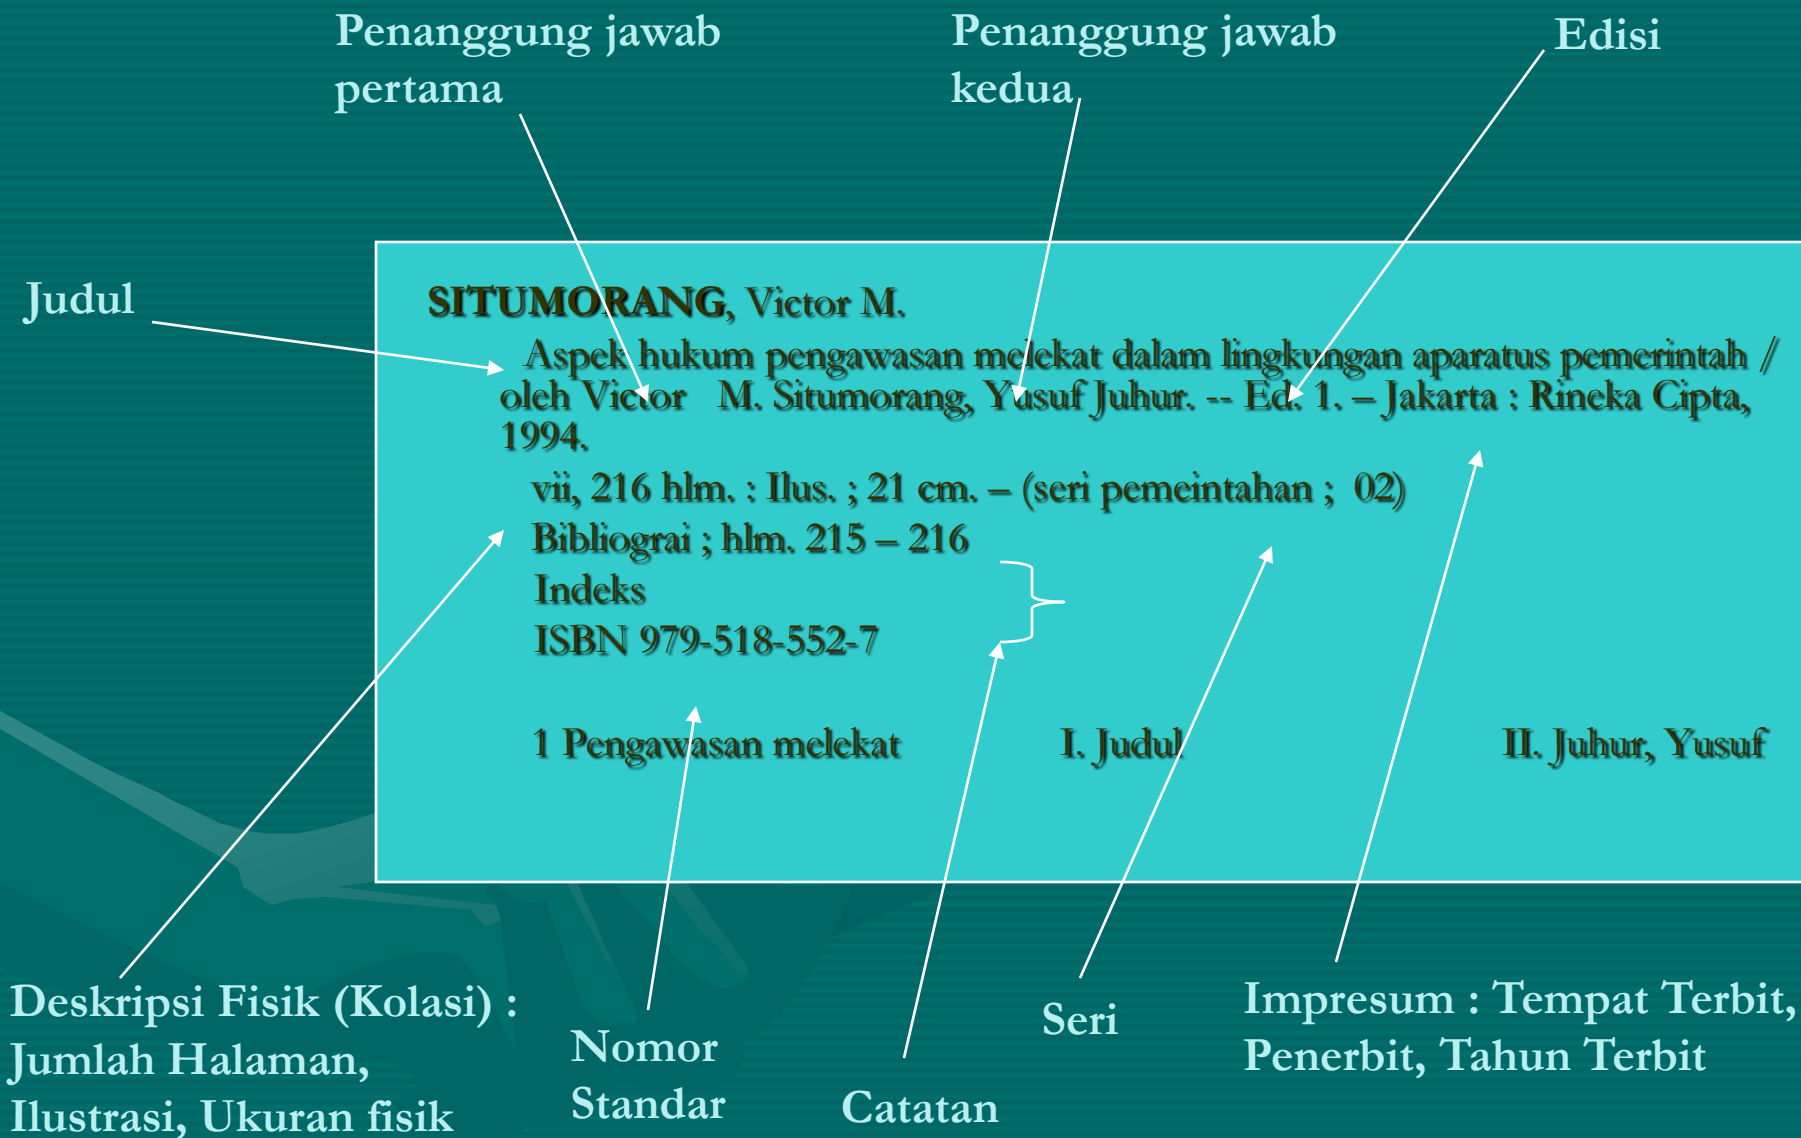 Penanggung jawab
pertama
Penanggung jawab
kedua
Edisi
Judul
SITUMORANG, Victor M.
Aspek hukum pengawasan melekat dalam lingkungan aparatus pemerintah /
oleh Victor M. Situmorang, Yusuf Juhur. -- Ed. 1. – Jakarta : Rineka Cipta,
1994.
vii, 216 hlm. : Ilus. ; 21 cm. – (seri pemeintahan ; 02)
Bibliograi ; hlm. 215 – 216
Indeks
ISBN 979-518-552-7
1 Pengawasan melekat I. Judul II. Juhur, Yusuf
Deskripsi Fisik (Kolasi) :
Jumlah Halaman,
Ilustrasi, Ukuran fisik
Nomor
Standar
Catatan
Seri
Impresum : Tempat Terbit,
Penerbit, Tahun Terbit